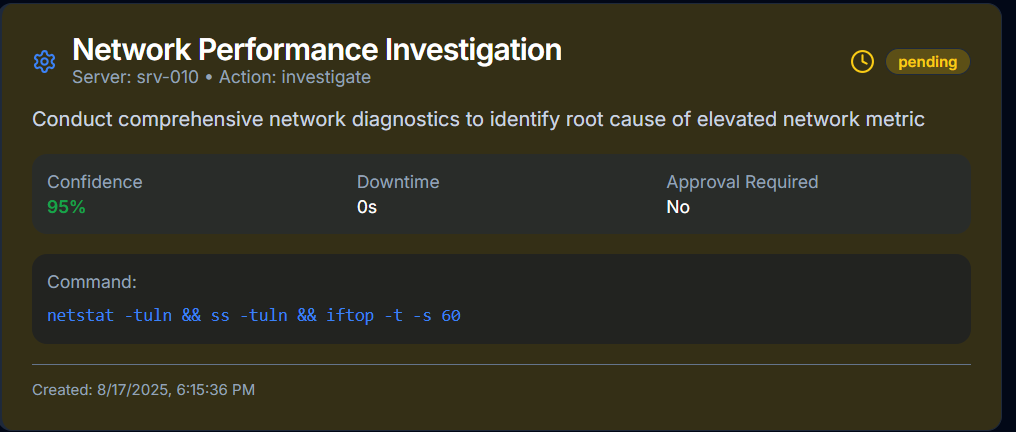 Network Performance Investigation
Server: srv-010 • Action: investigate
pending
Conduct comprehensive network diagnostics to identify root cause of elevated network metric
Confidence
Downtime
Approval Required
95%
0s
No
Command:
netstat -tuln && ss -tuln && iftop -t -s 60
Created: 8/17/2025, 6:15:36 PM